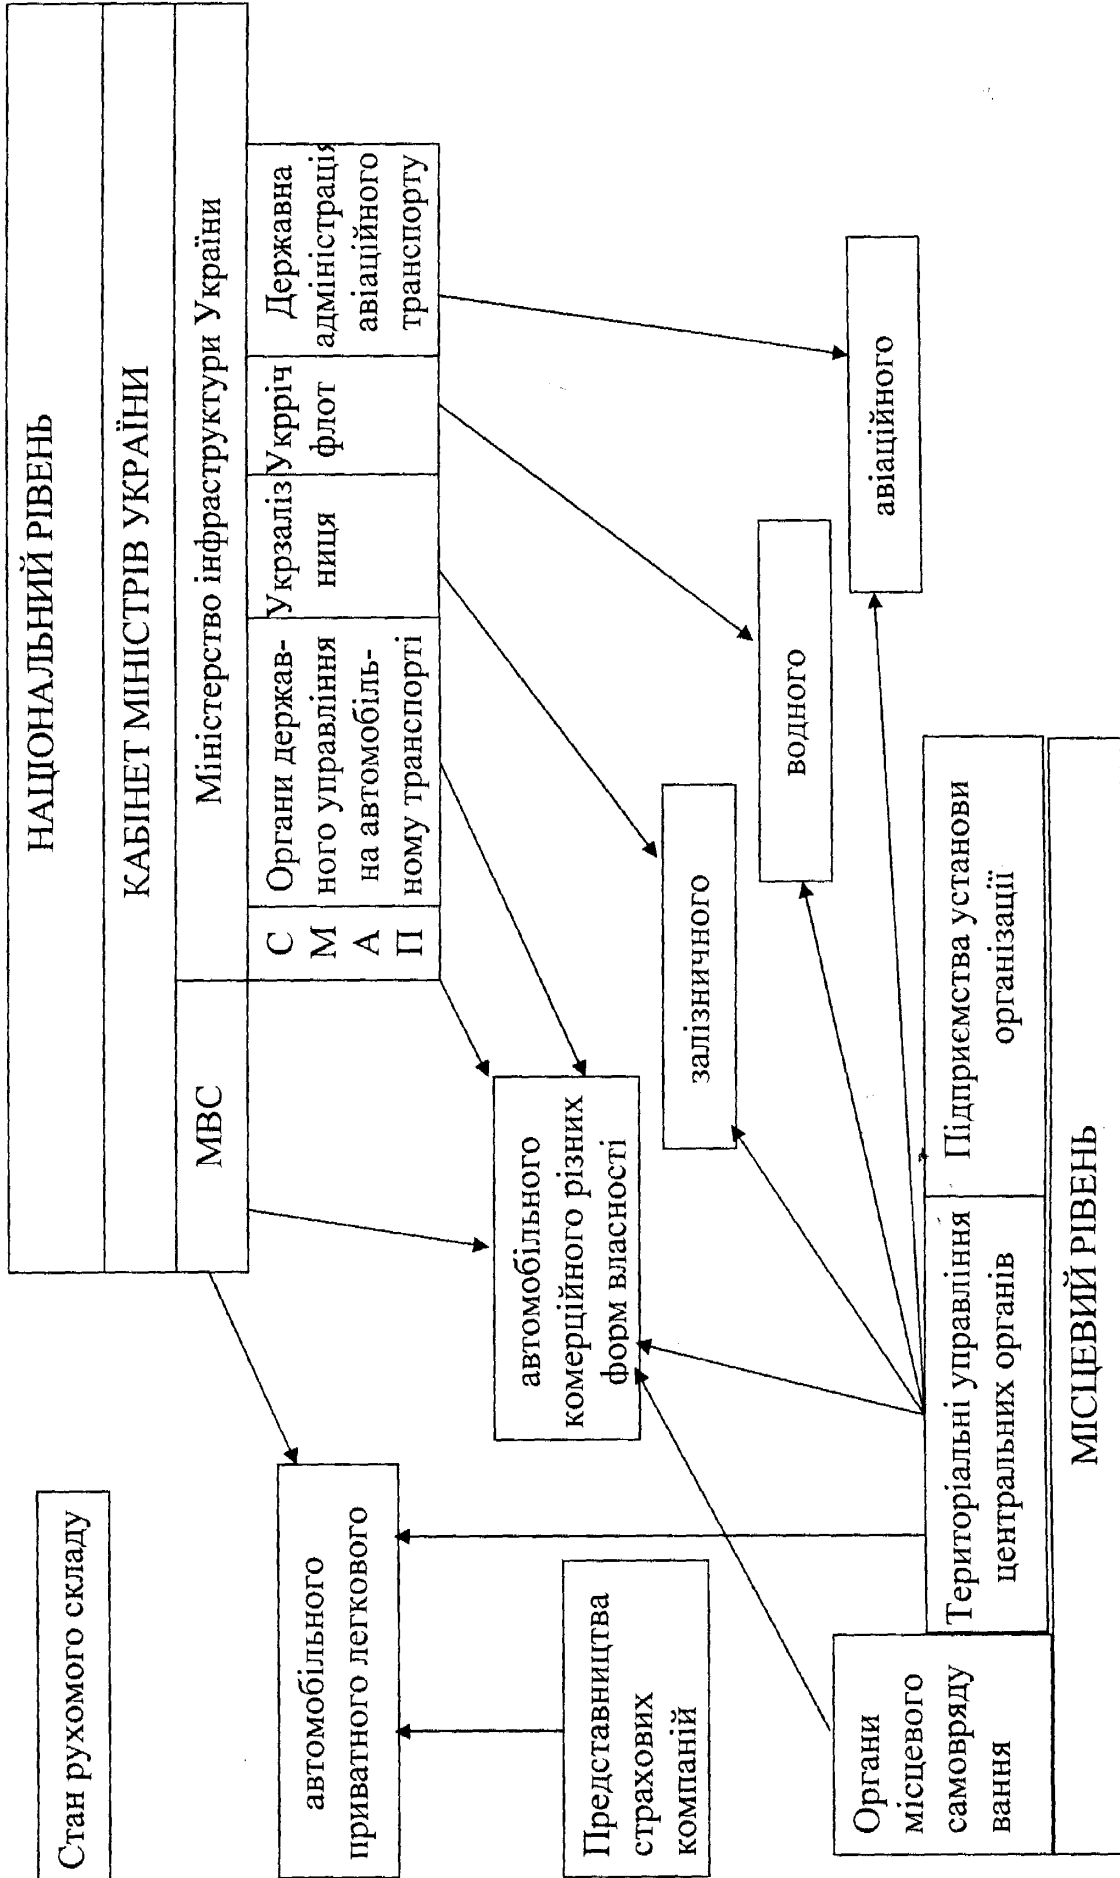 Стан рухомого складу
НАЦІОНАЛЬНИЙ РІВЕНЬ
КАБІНЕТ МІНІСТРІВ УКРАЇНИ
МВС
Міністерство інфраструктури України
С
М
А
П
Органи держав-
ного управління
на автомобіль-
ному транспорті
Укрзаліз
ниця
Укрріч
флот
Державна
адміністрація
авіаційного
транспорту
автомобільного
приватного легкового
автомобільного
комерційного різних
форм власності
залізничного
водного
авіаційного
Представництва
страхових
компаній
Органи
місцевого
самовряду
вання
Територіальні управління
центральних органів
Підприємства установи
організації
МІСЦЕВИЙ РІВЕНЬ